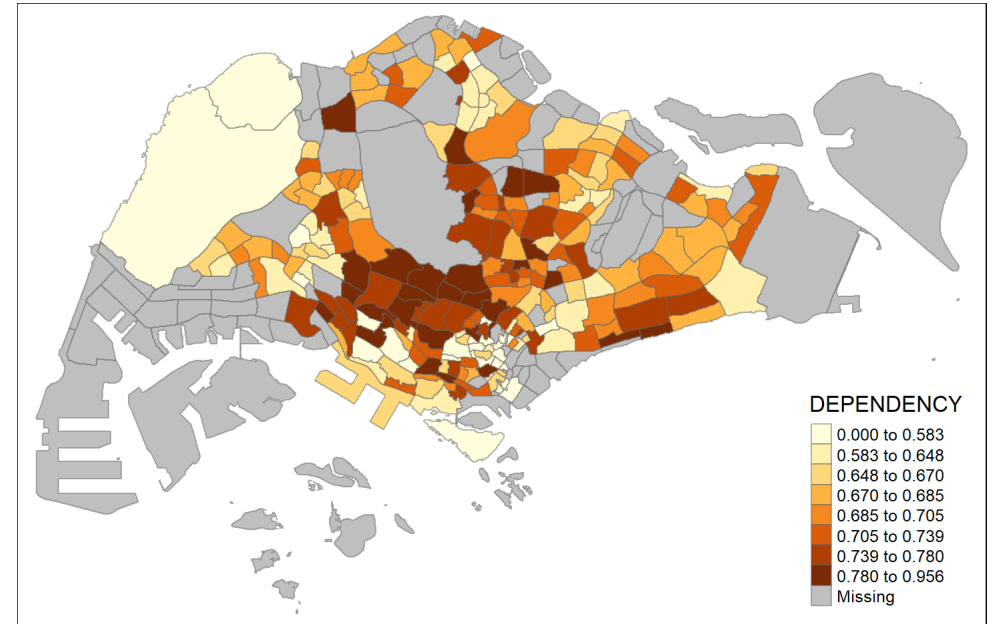 DEPENDENCY
0.000 to 0.583
0.583 to 0.648
0.648 to 0.670
0.670 to 0.685
0.685 to 0.705
0.705 to 0.739
0.739 to 0.780
0.780 to 0.956
Missing